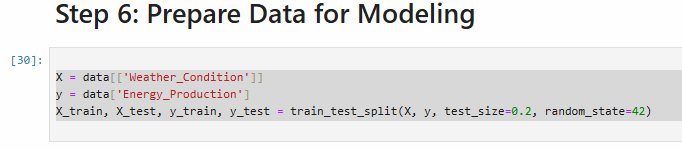 Step 6: Prepare Data for Modeling
[30]:
X = data[['Weather_Condition']]
y = data['Energy_Production']
X_train, X_test, y_train, y_test = train_test_split(X, y, test_size=0.2, random_state=42)